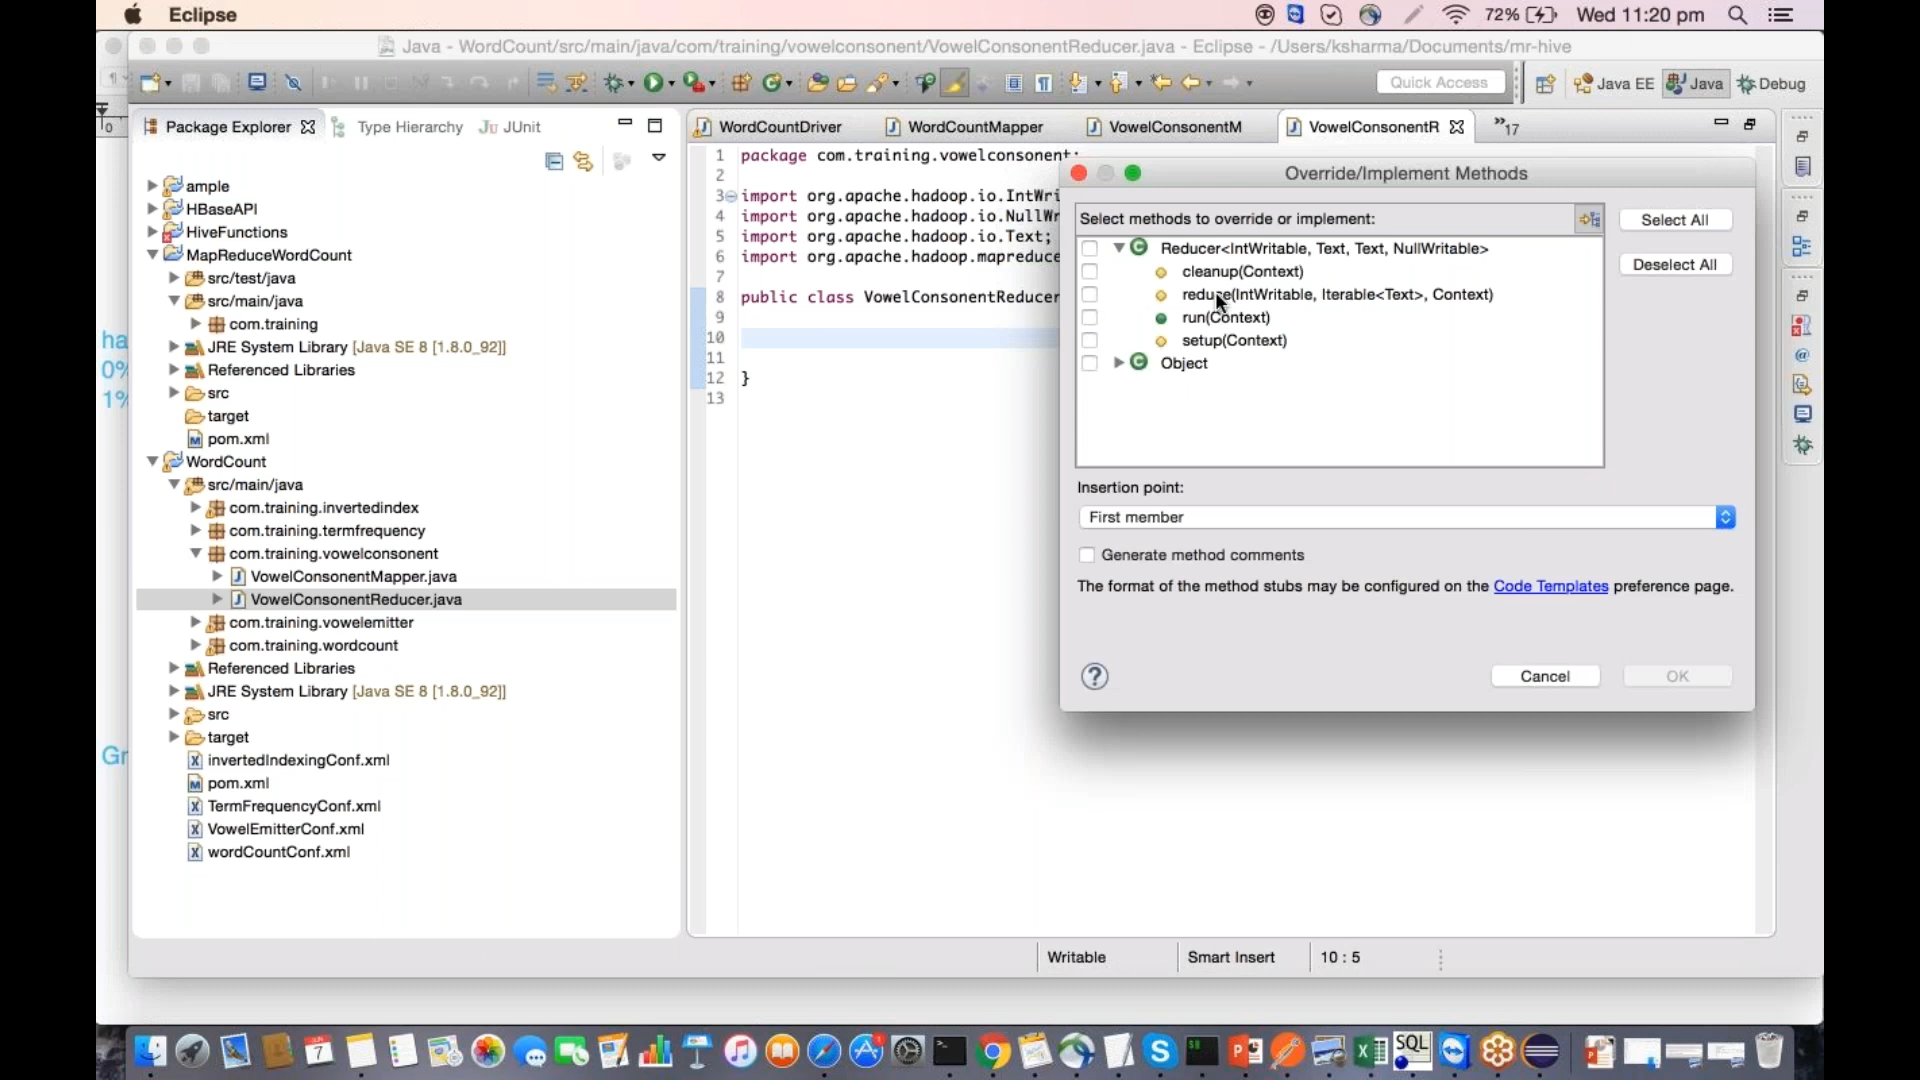 Eclipse
72%
Wed 11:20 pm
Java - WordCount/src/main/java/com/training/vowelconsonent/VowelConsonentReducer.java - Eclipse - /Users/ksharma/Documents/mr-hive
Quick Access
Java EE
Java
Debug
Package Explorer
Type Hierarchy
JUnit
WordCountDriver
WordCountMapper
VowelConsonentM
VowelConsonentR
»17
ample
HBaseAPI
HiveFunctions
MapReduceWordCount
src/test/java
src/main/java
com.training
JRE System Library [Java SE 8 [1.8.0_92]]
Referenced Libraries
src
target
pom.xml
WordCount
src/main/java
com.training.invertedindex
com.training.termfrequency
com.training.vowelconsonent
VowelConsonentMapper.java
VowelConsonentReducer.java
com.training.vowelemitter
com.training.wordcount
Referenced Libraries
JRE System Library [Java SE 8 [1.8.0_92]]
src
target
invertedIndexingConf.xml
pom.xml
TermFrequencyConf.xml
VowelEmitterConf.xml
wordCountConf.xml
ha
0%
1%
Gr
1 package com.training.vowelconsonent;
2
3 import org.apache.hadoop.io.IntWri
4 import org.apache.hadoop.io.NullWr
5 import org.apache.hadoop.io.Text;
6 import org.apache.hadoop.mapreduce
7
8 public class VowelConsonentReducer
9
10
11
12 }
13
Override/Implement Methods
Select methods to override or implement:
Select All
Deselect All
Reducer<IntWritable, Text, Text, NullWritable>
cleanup(Context)
reduce(IntWritable, Iterable<Text>, Context)
run(Context)
setup(Context)
Object
Insertion point:
First member
Generate method comments
The format of the method stubs may be configured on the Code Templates preference page.
?
Cancel
OK
Writable
Smart Insert
10 : 5
7
SQL